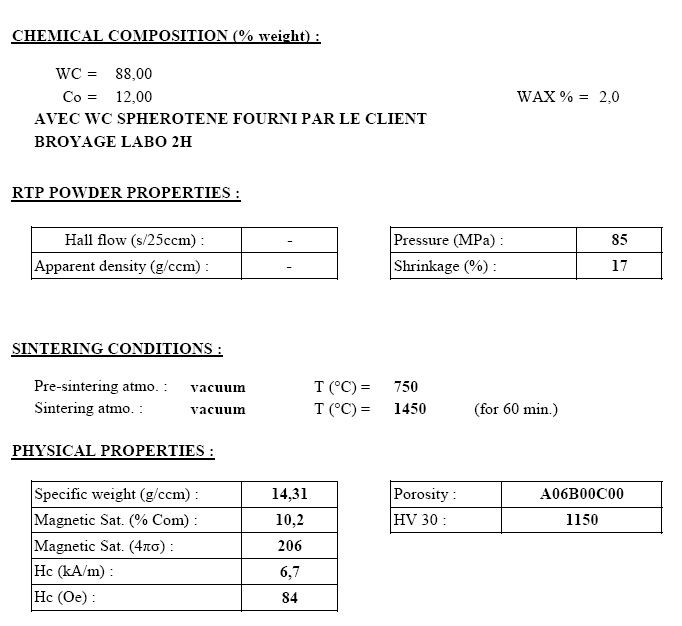 CHEMICAL COMPOSITION (% weight) :
WC = 88,00
Co = 12,00 WAX % = 2,0
AVEC WC SPHEROTENE FOURNI PAR LE CLIENT
BROYAGE LABO 2H
RTP POWDER PROPERTIES :
Hall flow (s/25ccm) : - Pressure (MPa) : 85
Apparent density (g/ccm) : - Shrinkage (%) : 17
SINTERING CONDITIONS :
Pre-sintering atmo. : vacuum T (°C) = 750
Sintering atmo. : vacuum T (°C) = 1450 (for 60 min.)
PHYSICAL PROPERTIES :
Specific weight (g/ccm) : 14,31 Porosity : A06B00C00
Magnetic Sat. (% Com) : 10,2 HV 30 : 1150
Magnetic Sat. (4πσ) : 206
Hc (kA/m) : 6,7
Hc (Oe) : 84